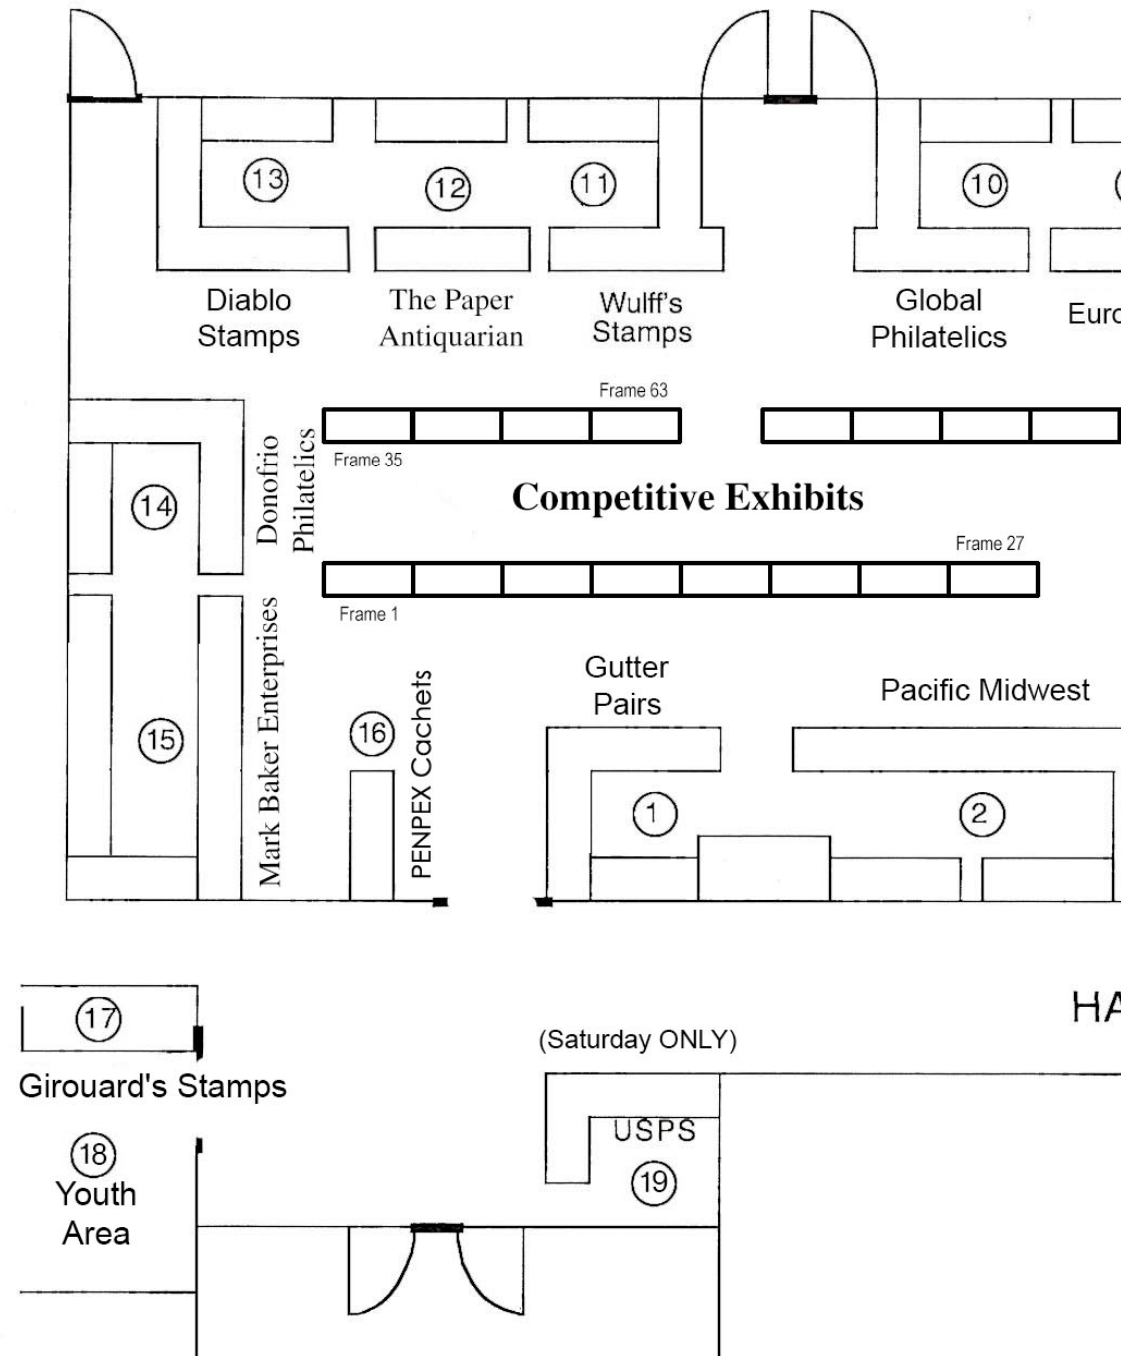 13
12
11
10
Diablo
Stamps
The Paper
Antiquarian
Wulff's
Stamps
Global
Philatelics
Euro
Frame 63
Frame 35
Donofrio
Philatelics
14
Competitive Exhibits
Frame 27
Frame 1
Mark Baker Enterprises
15
16
PENPEX Cachets
Gutter
Pairs
Pacific Midwest
1
2
17
Girouard's Stamps
18
Youth
Area
HA
(Saturday ONLY)
USPS
19